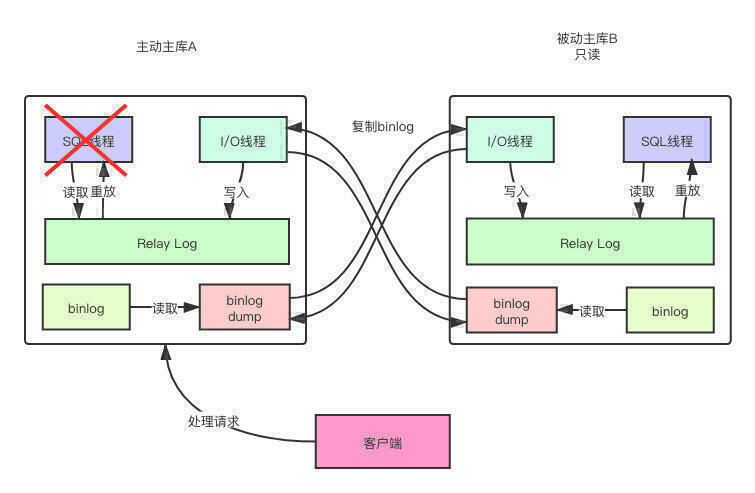 主动主库A
被动主库B
只读
SQL线程
I/O线程
复制binlog
I/O线程
SQL线程
读取
重放
写入
写入
读取
重放
Relay Log
Relay Log
binlog
读取
binlog
dump
binlog
dump
读取
binlog
处理请求
客户端